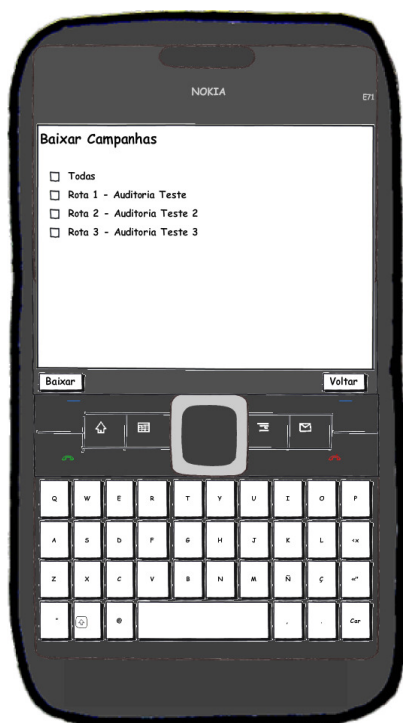 NOKIA
E71
Baixar Campanhas
Todas
Rota 1 - Auditoria Teste
Rota 2 - Auditoria Teste 2
Rota 3 - Auditoria Teste 3
Baixar Voltar
Q W E R T Y U I O P
A S D F G H J K L <x
Z X C V B N M Ñ Ç
@ , . Car